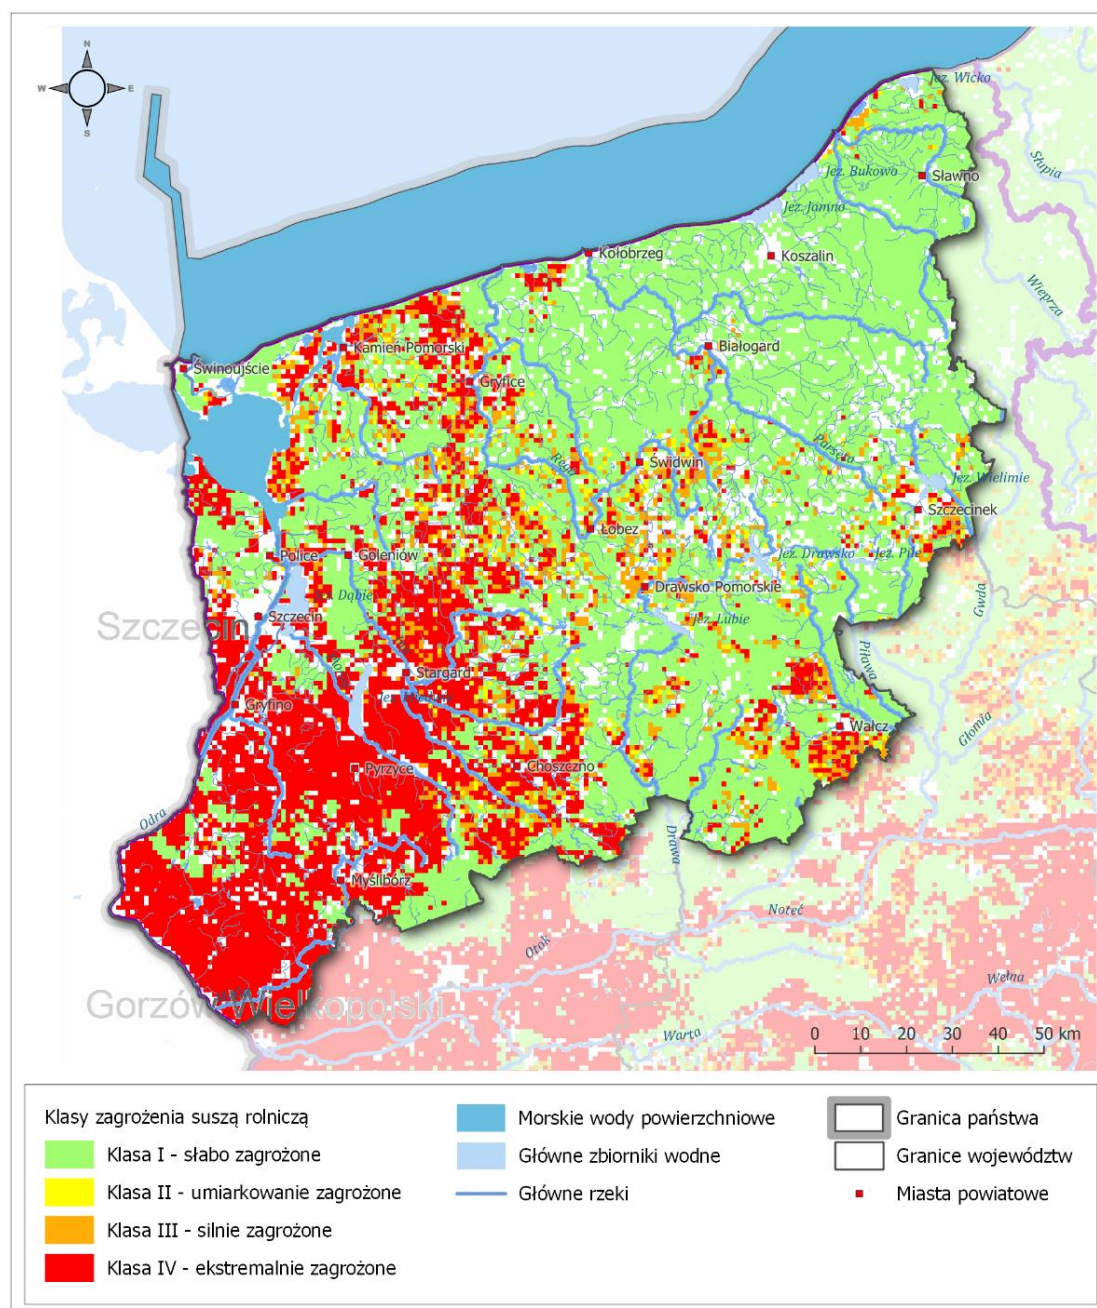 N
W E
S
Jez. Wicko
Słupia
Sławno
Jez. Bukowo
Jez. Jamno
Kołobrzeg
Koszalin
Wieprza
Białogard
Kamień Pomorski
Świnoujście
Gryfice
Parsęta
Rega
Świdwin
Jez. Wielimie
Szczecinek
Łobez
Police
Goleniów
Jez. Drawsko
Jez. Pile
Drawsko Pomorskie
Jez. Dąbie
Gwda
Szczecin
Szczecin
Jez. Lubie
Piława
Stargard
Gryfino
Wałcz
Głomia
Pyrzyce
Choszczno
Odra
Drawa
Myślibórz
Noteć
Otok
Wełna
Gorzów Wielkopolski
Warta
0 10 20 30 40 50 km
Klasy zagrożenia suszą rolniczą
Klasa I - słabo zagrożone
Klasa II - umiarkowanie zagrożone
Klasa III - silnie zagrożone
Klasa IV - ekstremalnie zagrożone
Morskie wody powierzchniowe
Główne zbiorniki wodne
Główne rzeki
Granica państwa
Granice województw
Miasta powiatowe